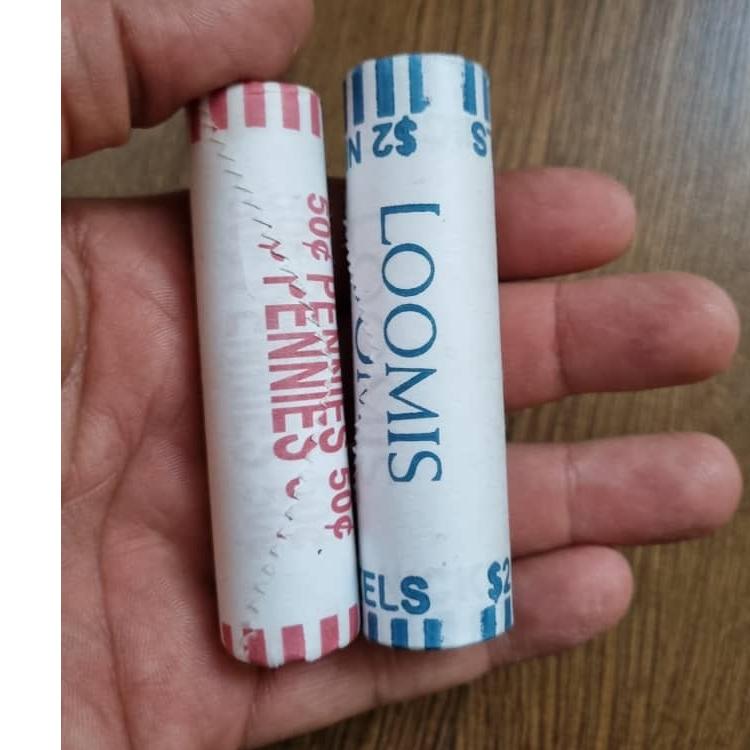 50¢ PENNIES 50¢
PENNIES
$2 N
S
LOOMIS
ELS
$2